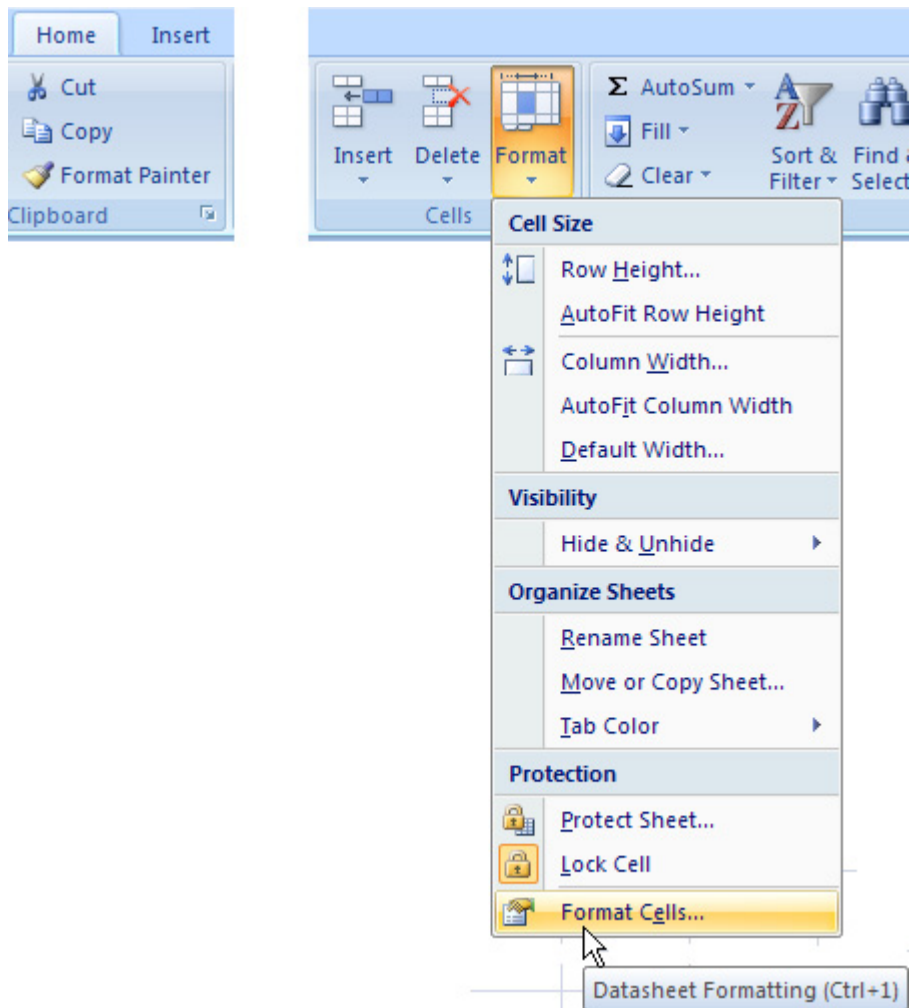 Home Insert
Cut
Copy
Format Painter
Clipboard
Insert Delete Format
Σ AutoSum
Fill
Clear
Sort & Filter
Find & Select
Cells
Cell Size
Row Height...
AutoFit Row Height
Column Width...
AutoFit Column Width
Default Width...
Visibility
Hide & Unhide
Organize Sheets
Rename Sheet
Move or Copy Sheet...
Tab Color
Protection
Protect Sheet...
Lock Cell
Format Cells...
Datasheet Formatting (Ctrl+1)